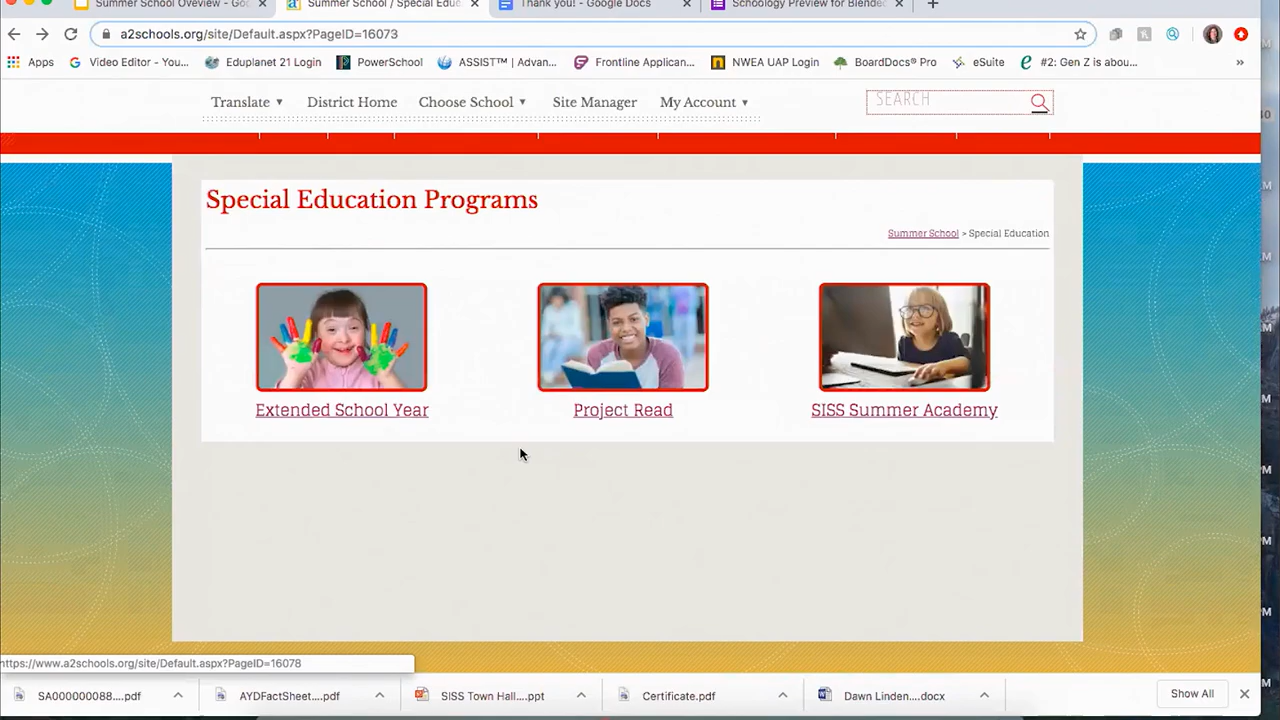 Summer School Oveview - Goo
Summer School / Special Educ
Thank you! - Google Docs
Schoology Preview for Blended
a2schools.org/site/Default.aspx?PageID=16073
Apps
Video Editor - You...
Eduplanet 21 Login
PowerSchool
ASSIST™ | Advan...
Frontline Applican...
NWEA UAP Login
BoardDocs® Pro
eSuite
#2: Gen Z is abou...
Translate
District Home
Choose School
Site Manager
My Account
SEARCH
Special Education Programs
Summer School > Special Education
Extended School Year
Project Read
SISS Summer Academy
https://www.a2schools.org/site/Default.aspx?PageID=16078
SA000000088....pdf
AYDFactSheet....pdf
SISS Town Hall....ppt
Certificate.pdf
Dawn Linden....docx
Show All